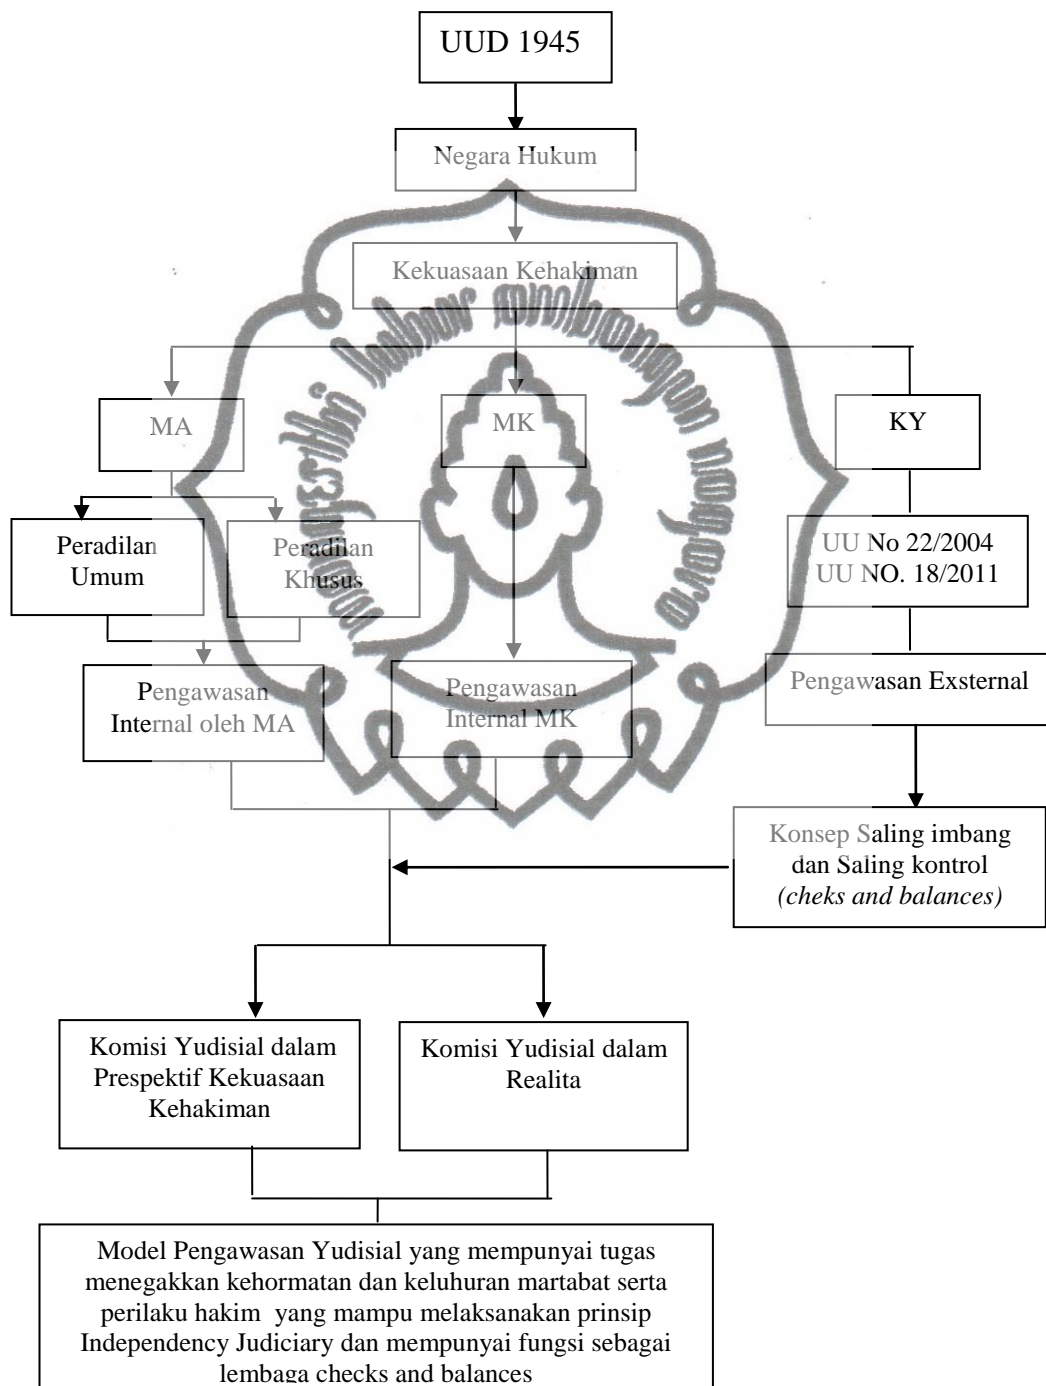 UUD 1945
Negara Hukum
Kekuasaan Kehakiman
MA
MK
KY
Peradilan
Umum
Peradilan
Khusus
UU No 22/2004
UU NO. 18/2011
Pengawasan
Internal oleh MA
Pengawasan
Internal MK
Pengawasan Exsternal
Konsep Saling imbang
dan Saling kontrol
(cheks and balances)
Komisi Yudisial dalam
Prespektif Kekuasaan
Kehakiman
Komisi Yudisial dalam
Realita
Model Pengawasan Yudisial yang mempunyai tugas
menegakkan kehormatan dan keluhuran martabat serta
perilaku hakim yang mampu melaksanakan prinsip
Independency Judiciary dan mempunyai fungsi sebagai
lembaga checks and balances